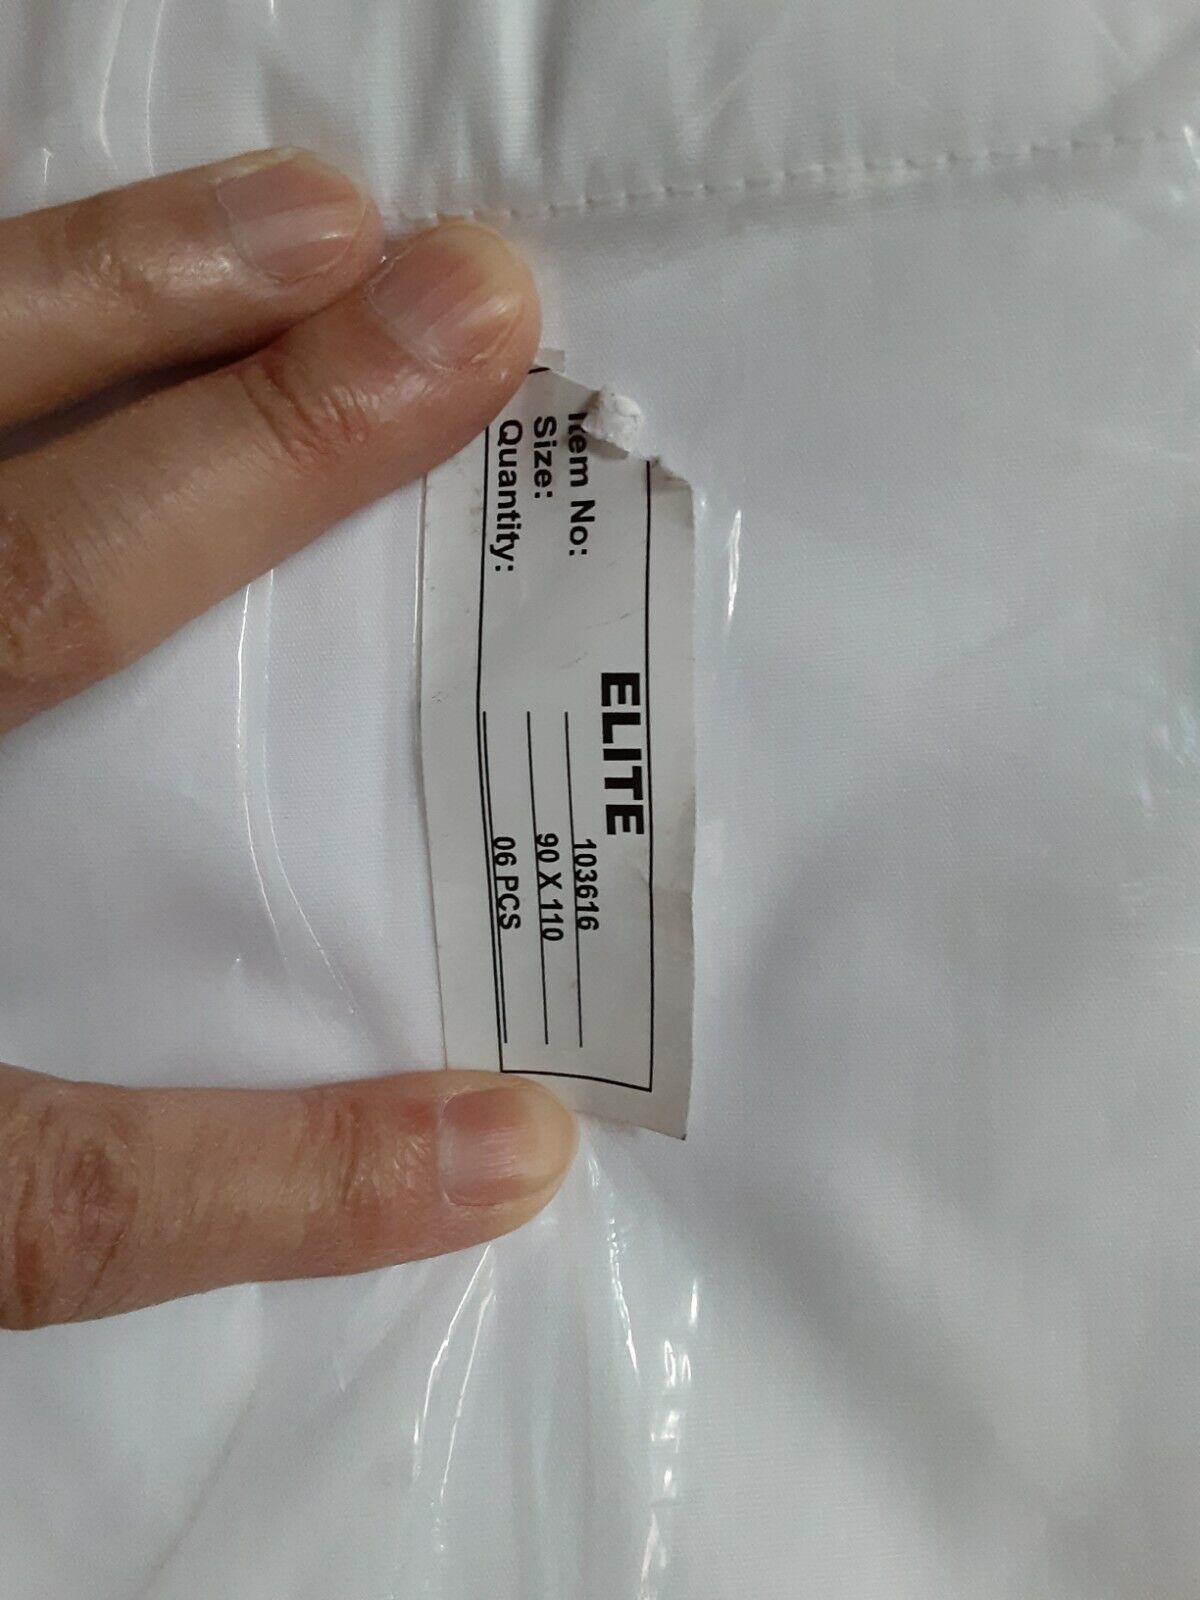 ELITE
Item No: 103616
Size: 90 X 110
Quantity: 06 PCS